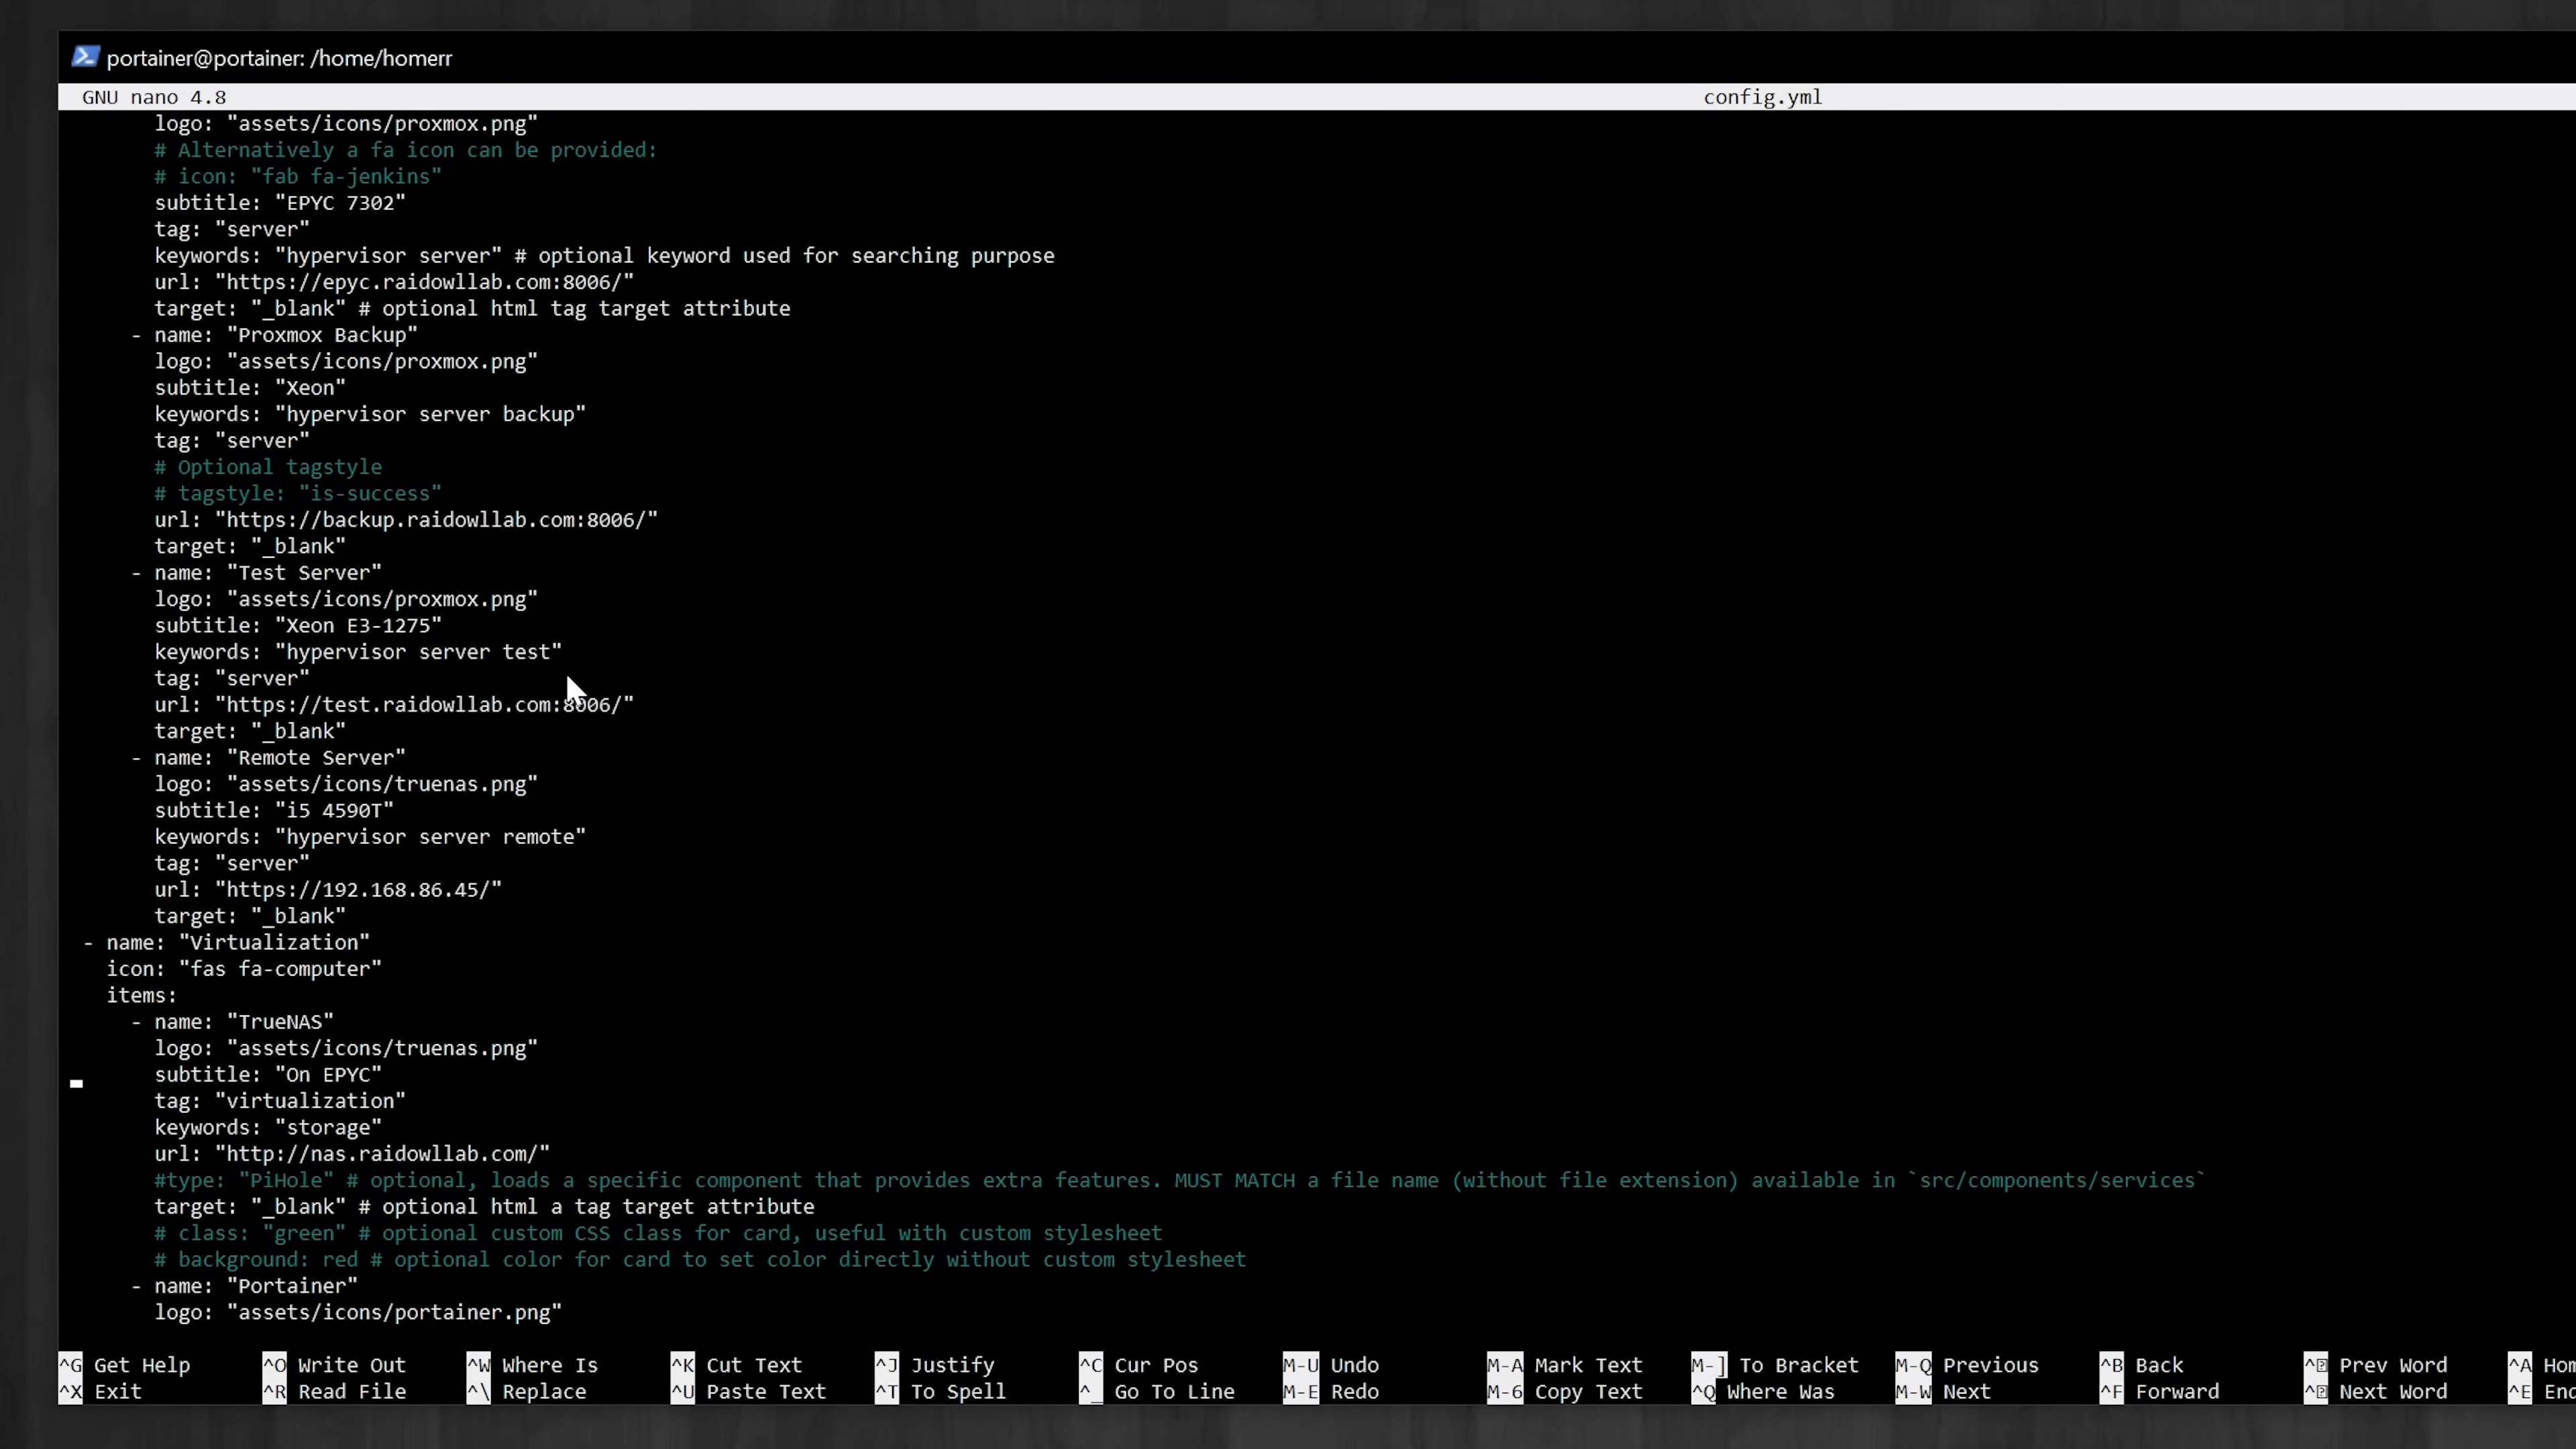 portainer@portainer: /home/homerr
GNU nano 4.8 config.yml
logo: "assets/icons/proxmox.png"
# Alternatively a fa icon can be provided:
# icon: "fab fa-jenkins"
subtitle: "EPYC 7302"
tag: "server"
keywords: "hypervisor server" # optional keyword used for searching purpose
url: "https://epyc.raidowllab.com:8006/"
target: "_blank" # optional html tag target attribute
- name: "Proxmox Backup"
logo: "assets/icons/proxmox.png"
subtitle: "Xeon"
keywords: "hypervisor server backup"
tag: "server"
# Optional tagstyle
# tagstyle: "is-success"
url: "https://backup.raidowllab.com:8006/"
target: "_blank"
- name: "Test Server"
logo: "assets/icons/proxmox.png"
subtitle: "Xeon E3-1275"
keywords: "hypervisor server test"
tag: "server"
url: "https://test.raidowllab.com:8006/"
target: "_blank"
- name: "Remote Server"
logo: "assets/icons/truenas.png"
subtitle: "i5 4590T"
keywords: "hypervisor server remote"
tag: "server"
url: "https://192.168.86.45/"
target: "_blank"
- name: "Virtualization"
icon: "fas fa-computer"
items:
- name: "TrueNAS"
logo: "assets/icons/truenas.png"
subtitle: "On EPYC"
tag: "virtualization"
keywords: "storage"
url: "http://nas.raidowllab.com/"
#type: "PiHole" # optional, loads a specific component that provides extra features. MUST MATCH a file name (without file extension) available in `src/components/services`
target: "_blank" # optional html a tag target attribute
# class: "green" # optional custom CSS class for card, useful with custom stylesheet
# background: red # optional color for card to set color directly without custom stylesheet
- name: "Portainer"
logo: "assets/icons/portainer.png"
^G Get Help ^O Write Out ^W Where Is ^K Cut Text ^J Justify ^C Cur Pos M-U Undo M-A Mark Text M-] To Bracket M-Q Previous ^B Back Prev Word ^A
^X Exit ^R Read File ^\ Replace ^U Paste Text ^T To Spell ^_ Go To Line M-E Redo M-6 Copy Text ^Q Where Was M-W Next ^F Forward Next Word ^E